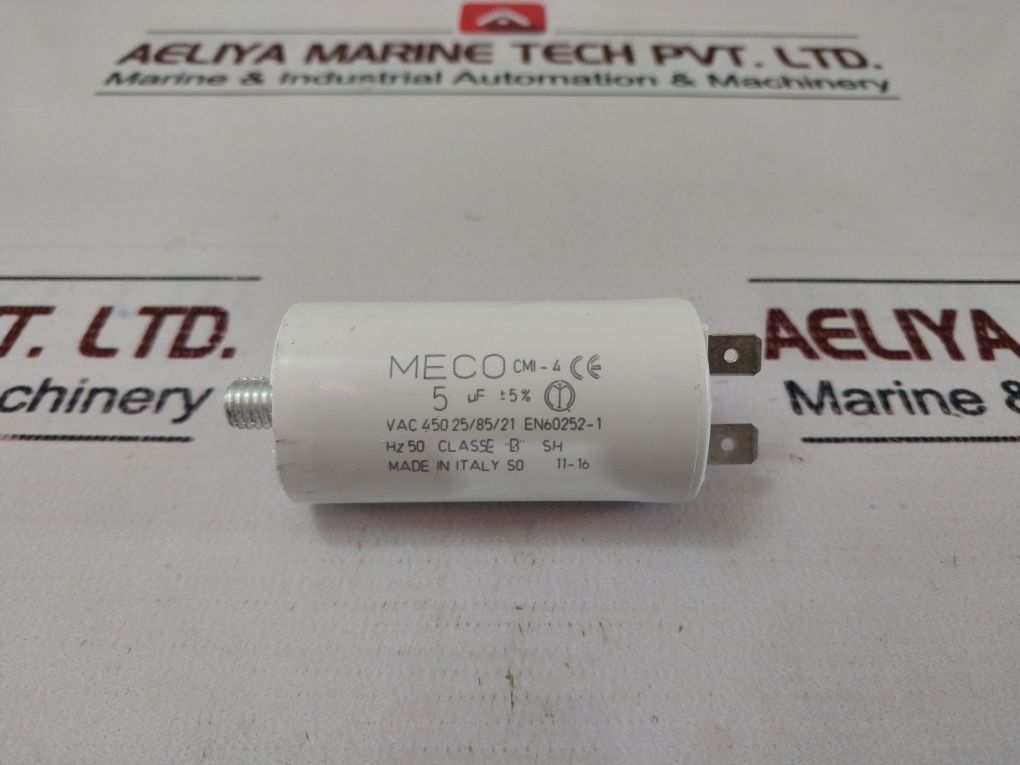 AELIYA MARINE TECH PVT. LTD.
Marine & Industrial Automation & Machinery
T. LTD.
chinery
AELIYA
Marine &
MECO CMI - 4 CE
5 µF ±5%
VAC 450 25/85/21 EN60252-1
Hz 50 CLASSE "B" SH
MADE IN ITALY S0 11-16